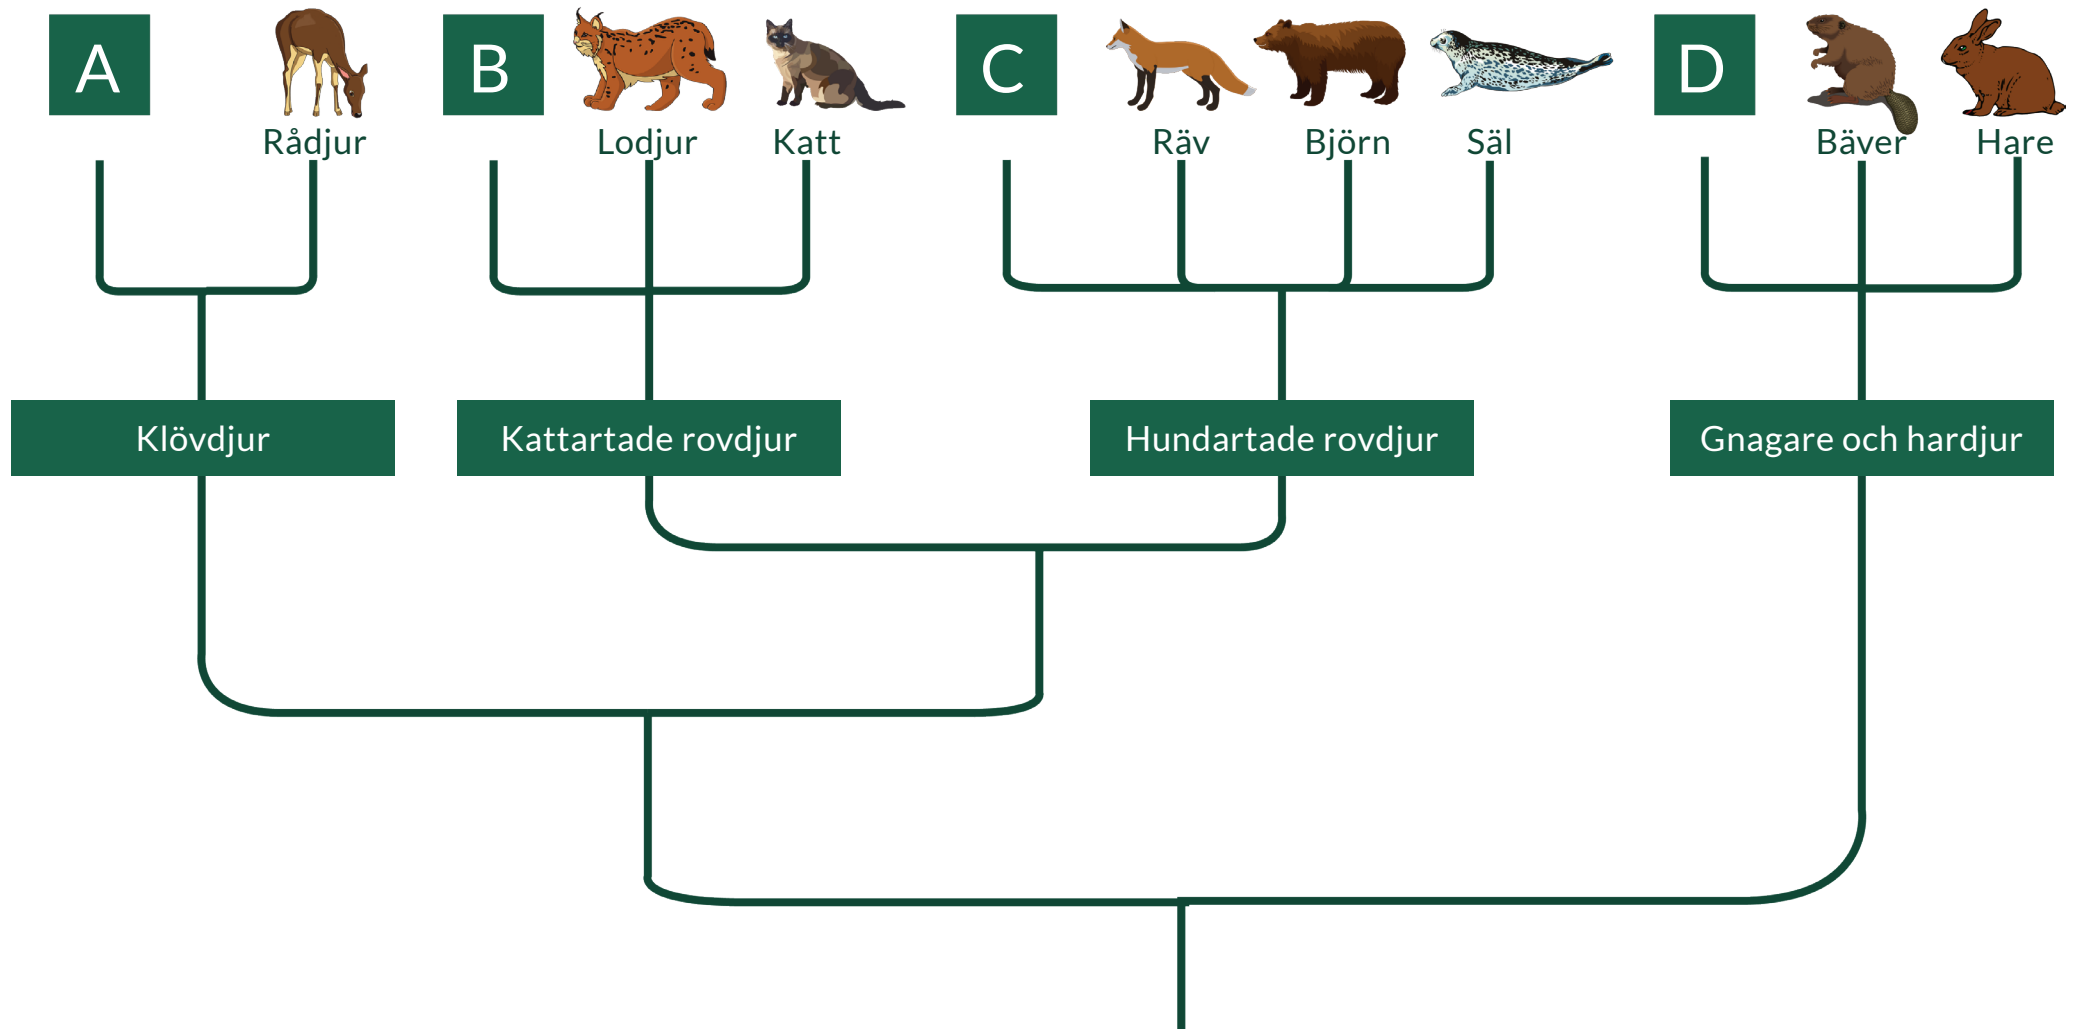 A
Rådjur
B
Lodjur
Katt
C
Räv
Björn
Säl
D
Bäver
Hare
Klövdjur
Kattartade rovdjur
Hundartade rovdjur
Gnagare och hardjur